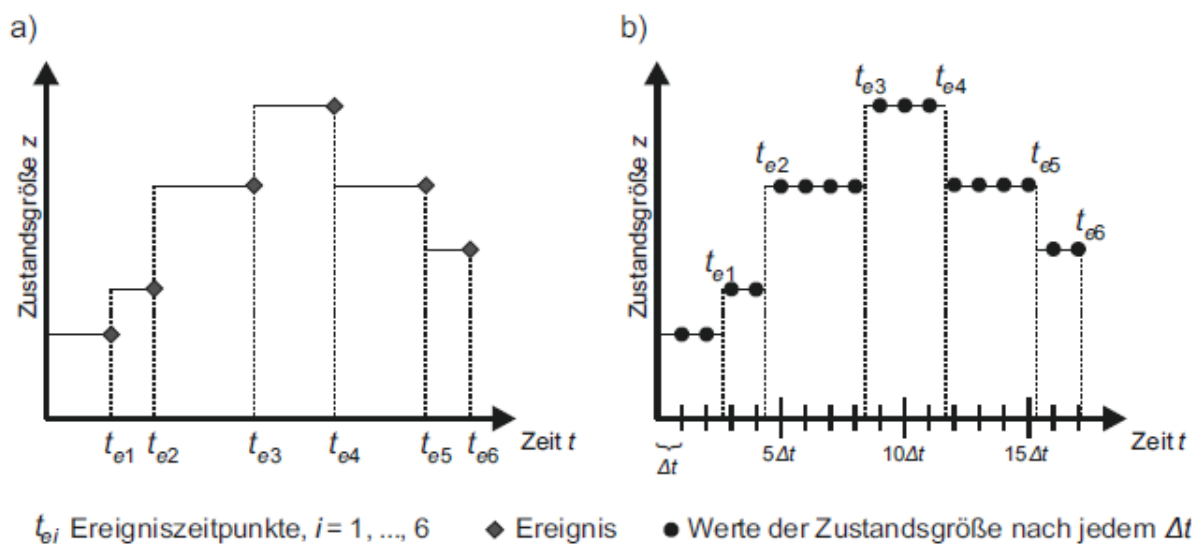 a)
Zustandsgröße z
t_e1 t_e2 t_e3 t_e4 t_e5 t_e6 Zeit t
b)
Zustandsgröße z
t_e1
t_e2
t_e3 t_e4
t_e5
t_e6
Δt 5Δt 10Δt 15Δt Zeit t
t_ei Ereigniszeitpunkte, i = 1, ..., 6 Ereignis Werte der Zustandsgröße nach jedem Δt